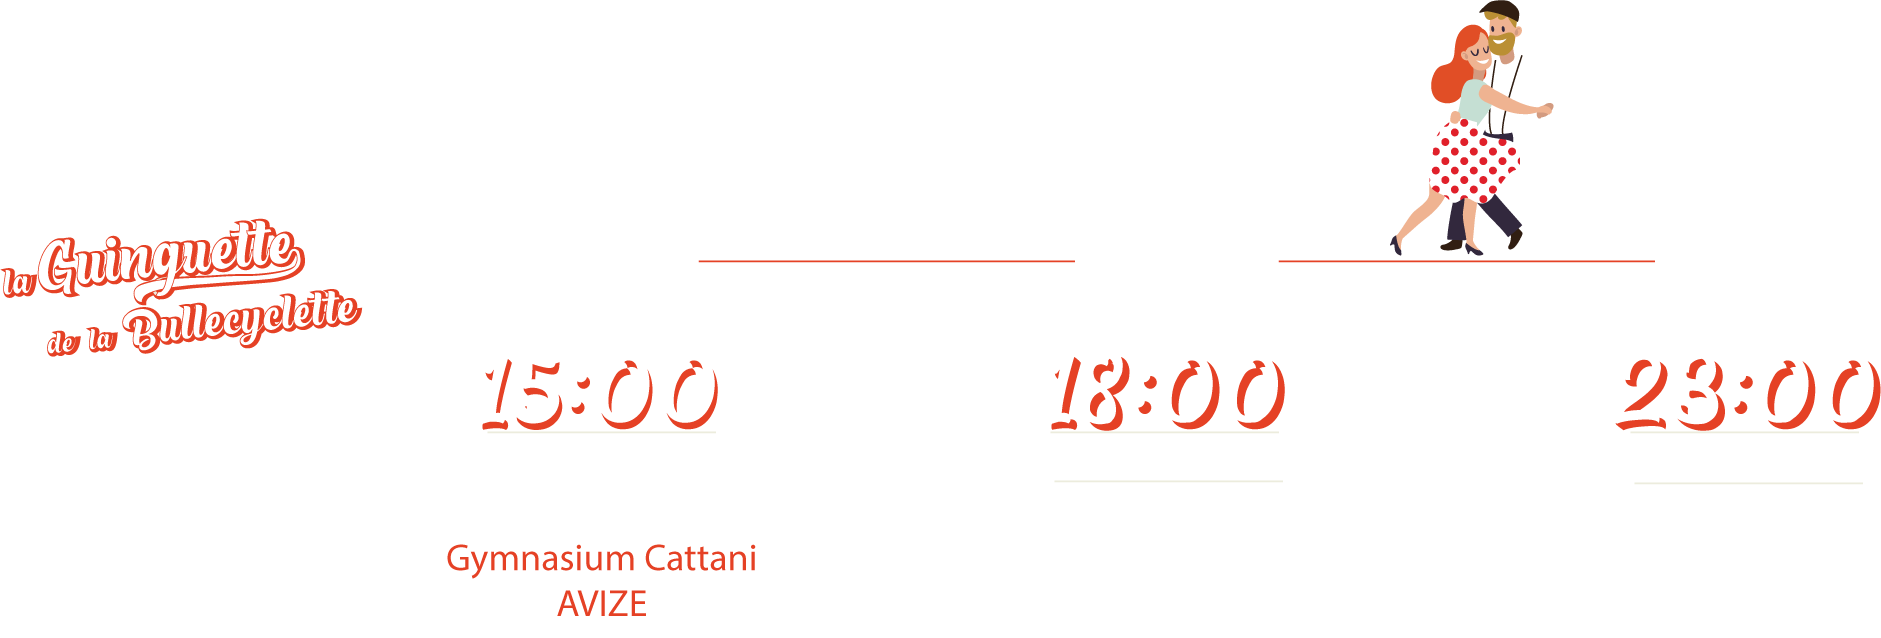 la Guinguette
de la Bullecyclette
15:00
18:00
23:00
Gymnasium Cattani
AVIZE